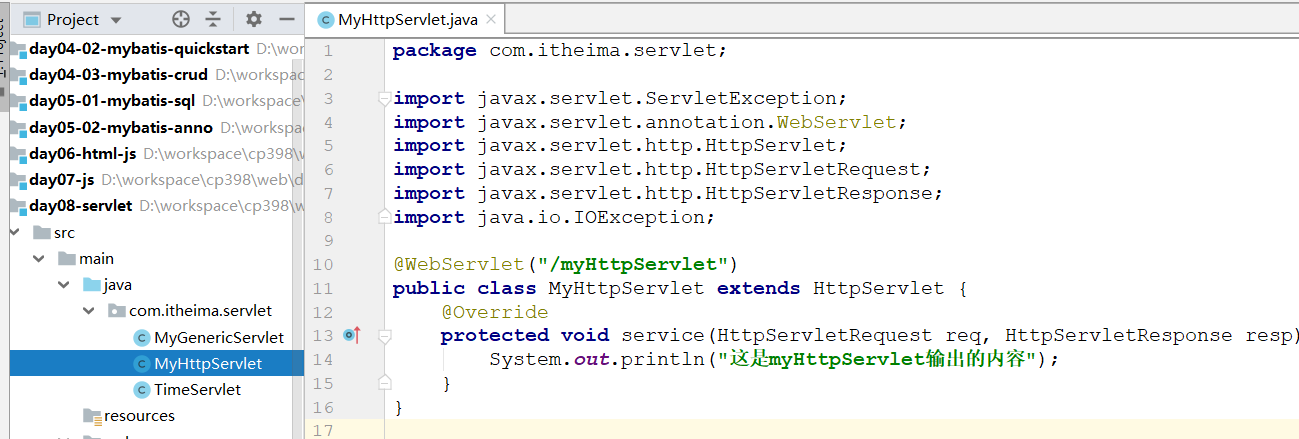 Project
MyHttpServlet.java
day04-02-mybatis-quickstart D:\wor
day04-03-mybatis-crud D:\workspac
day05-01-mybatis-sql D:\workspace\
day05-02-mybatis-anno D:\workspa
day06-html-js D:\workspace\cp398\w
day07-js D:\workspace\cp398\web\d
day08-servlet D:\workspace\cp398\w
src
main
java
com.itheima.servlet
MyGenericServlet
MyHttpServlet
TimeServlet
resources
1 package com.itheima.servlet;
2
3 import javax.servlet.ServletException;
4 import javax.servlet.annotation.WebServlet;
5 import javax.servlet.http.HttpServlet;
6 import javax.servlet.http.HttpServletRequest;
7 import javax.servlet.http.HttpServletResponse;
8 import java.io.IOException;
9
10 @WebServlet("/myHttpServlet")
11 public class MyHttpServlet extends HttpServlet {
12 @Override
13 protected void service(HttpServletRequest req, HttpServletResponse resp)
14 System.out.println("这是myHttpServlet输出的内容");
15 }
16 }
17